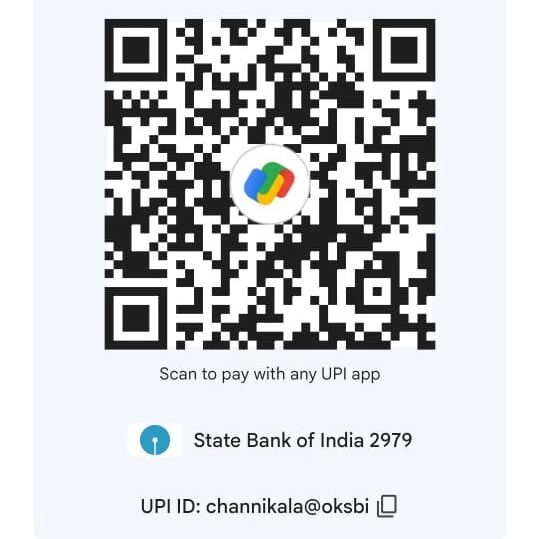 Scan to pay with any UPI app
State Bank of India 2979
UPI ID: channikala@oksbi